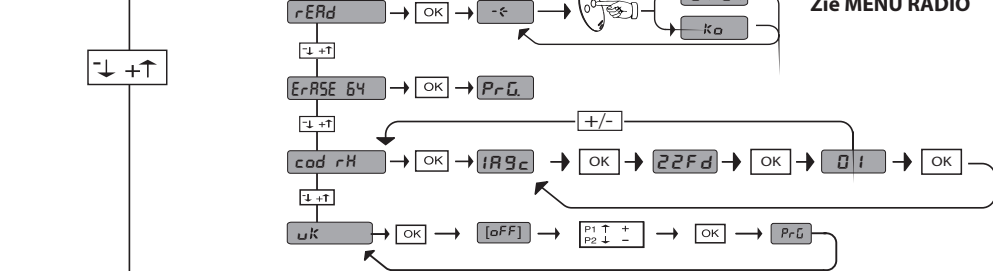 Zie MENU RADIO
rEAd OK -←
Ko
-↓ +↑
-↓ +↑
ErASE 64 OK PrG.
-↓ +↑
+/-
cod rX OK 1A9c OK 22Fd OK 01 OK
-↓ +↑
uK OK [oFF] P1 ↑ + OK PrG
P2 ↓ -